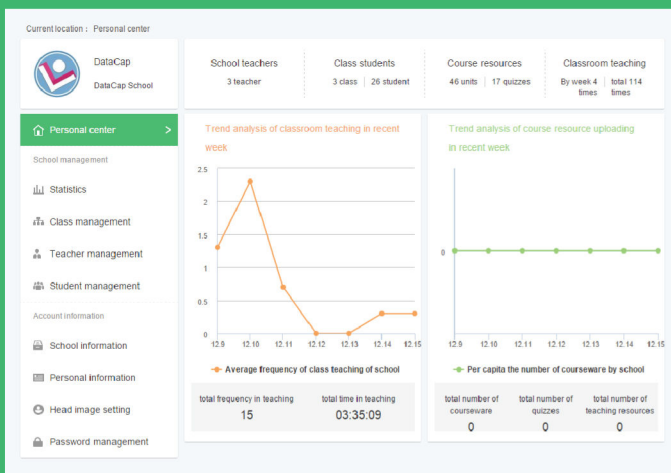 Current location : Personal center
DataCap
DataCap School
School teachers
3 teacher
Class students
3 class 26 student
Course resources
46 units 17 quizzes
Classroom teaching
By week 4 times
total 114 times
Personal center >
School management
Statistics
Class management
Teacher management
Student management
Account information
School information
Personal information
Head image setting
Password management
Trend analysis of classroom teaching in recent
week
2.5
2
1.5
1
0.5
0
12.9 12.10 12.11 12.12 12.13 12.14 12.15
Average frequency of class teaching of school
total frequency in teaching
15
total time in teaching
03:35:09
Trend analysis of course resource uploading
in recent week
0
12.9 12.10 12.11 12.12 12.13 12.14 12.15
Per capita the number of courseware by school
total number of
courseware
0
total number of
quizzes
0
total number of
teaching resources
0